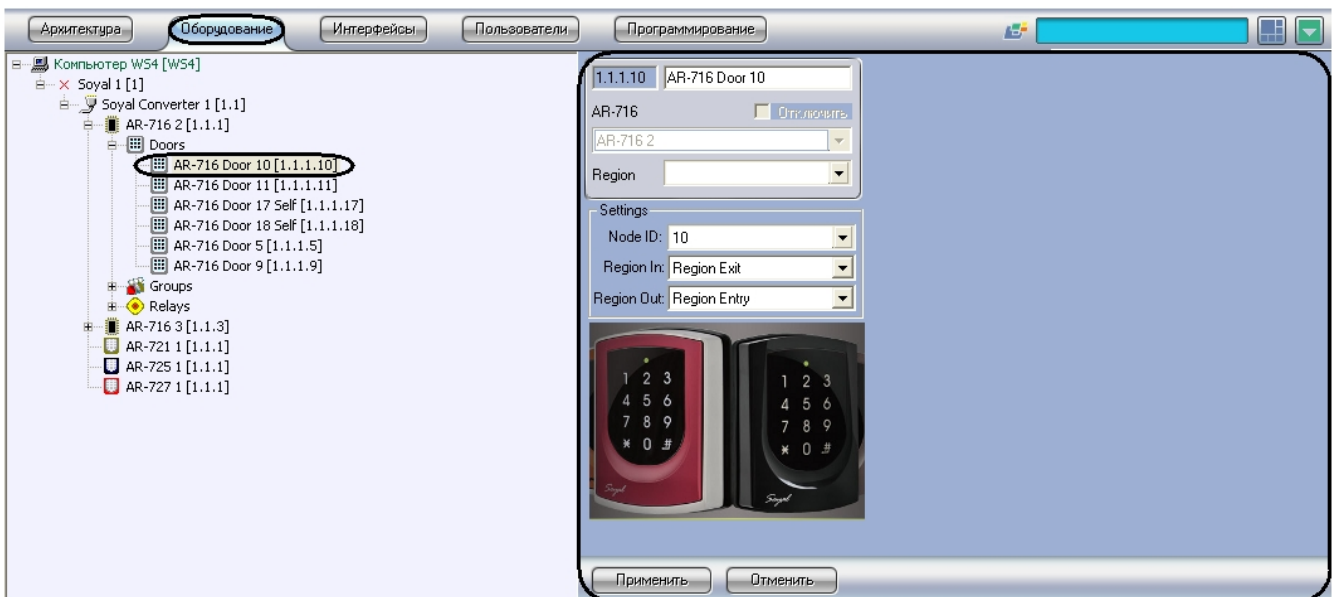 Архитектура Оборудование Интерфейсы Пользователи Программирование
Компьютер WS4 [WS4]
Soyal 1 [1]
Soyal Converter 1 [1.1]
AR-716 2 [1.1.1]
Doors
AR-716 Door 10 [1.1.1.10]
AR-716 Door 11 [1.1.1.11]
AR-716 Door 17 Self [1.1.1.17]
AR-716 Door 18 Self [1.1.1.18]
AR-716 Door 5 [1.1.1.5]
AR-716 Door 9 [1.1.1.9]
Groups
Relays
AR-716 3 [1.1.3]
AR-721 1 [1.1.1]
AR-725 1 [1.1.1]
AR-727 1 [1.1.1]
1.1.1.10 AR-716 Door 10
AR-716 Отключить
AR-716 2
Region
Settings
Node ID: 10
Region In: Region Exit
Region Out: Region Entry
1 2 3
4 5 6
7 8 9
* 0 #
Soyal
1 2 3
4 5 6
7 8 9
* 0 #
Soyal
Применить Отменить